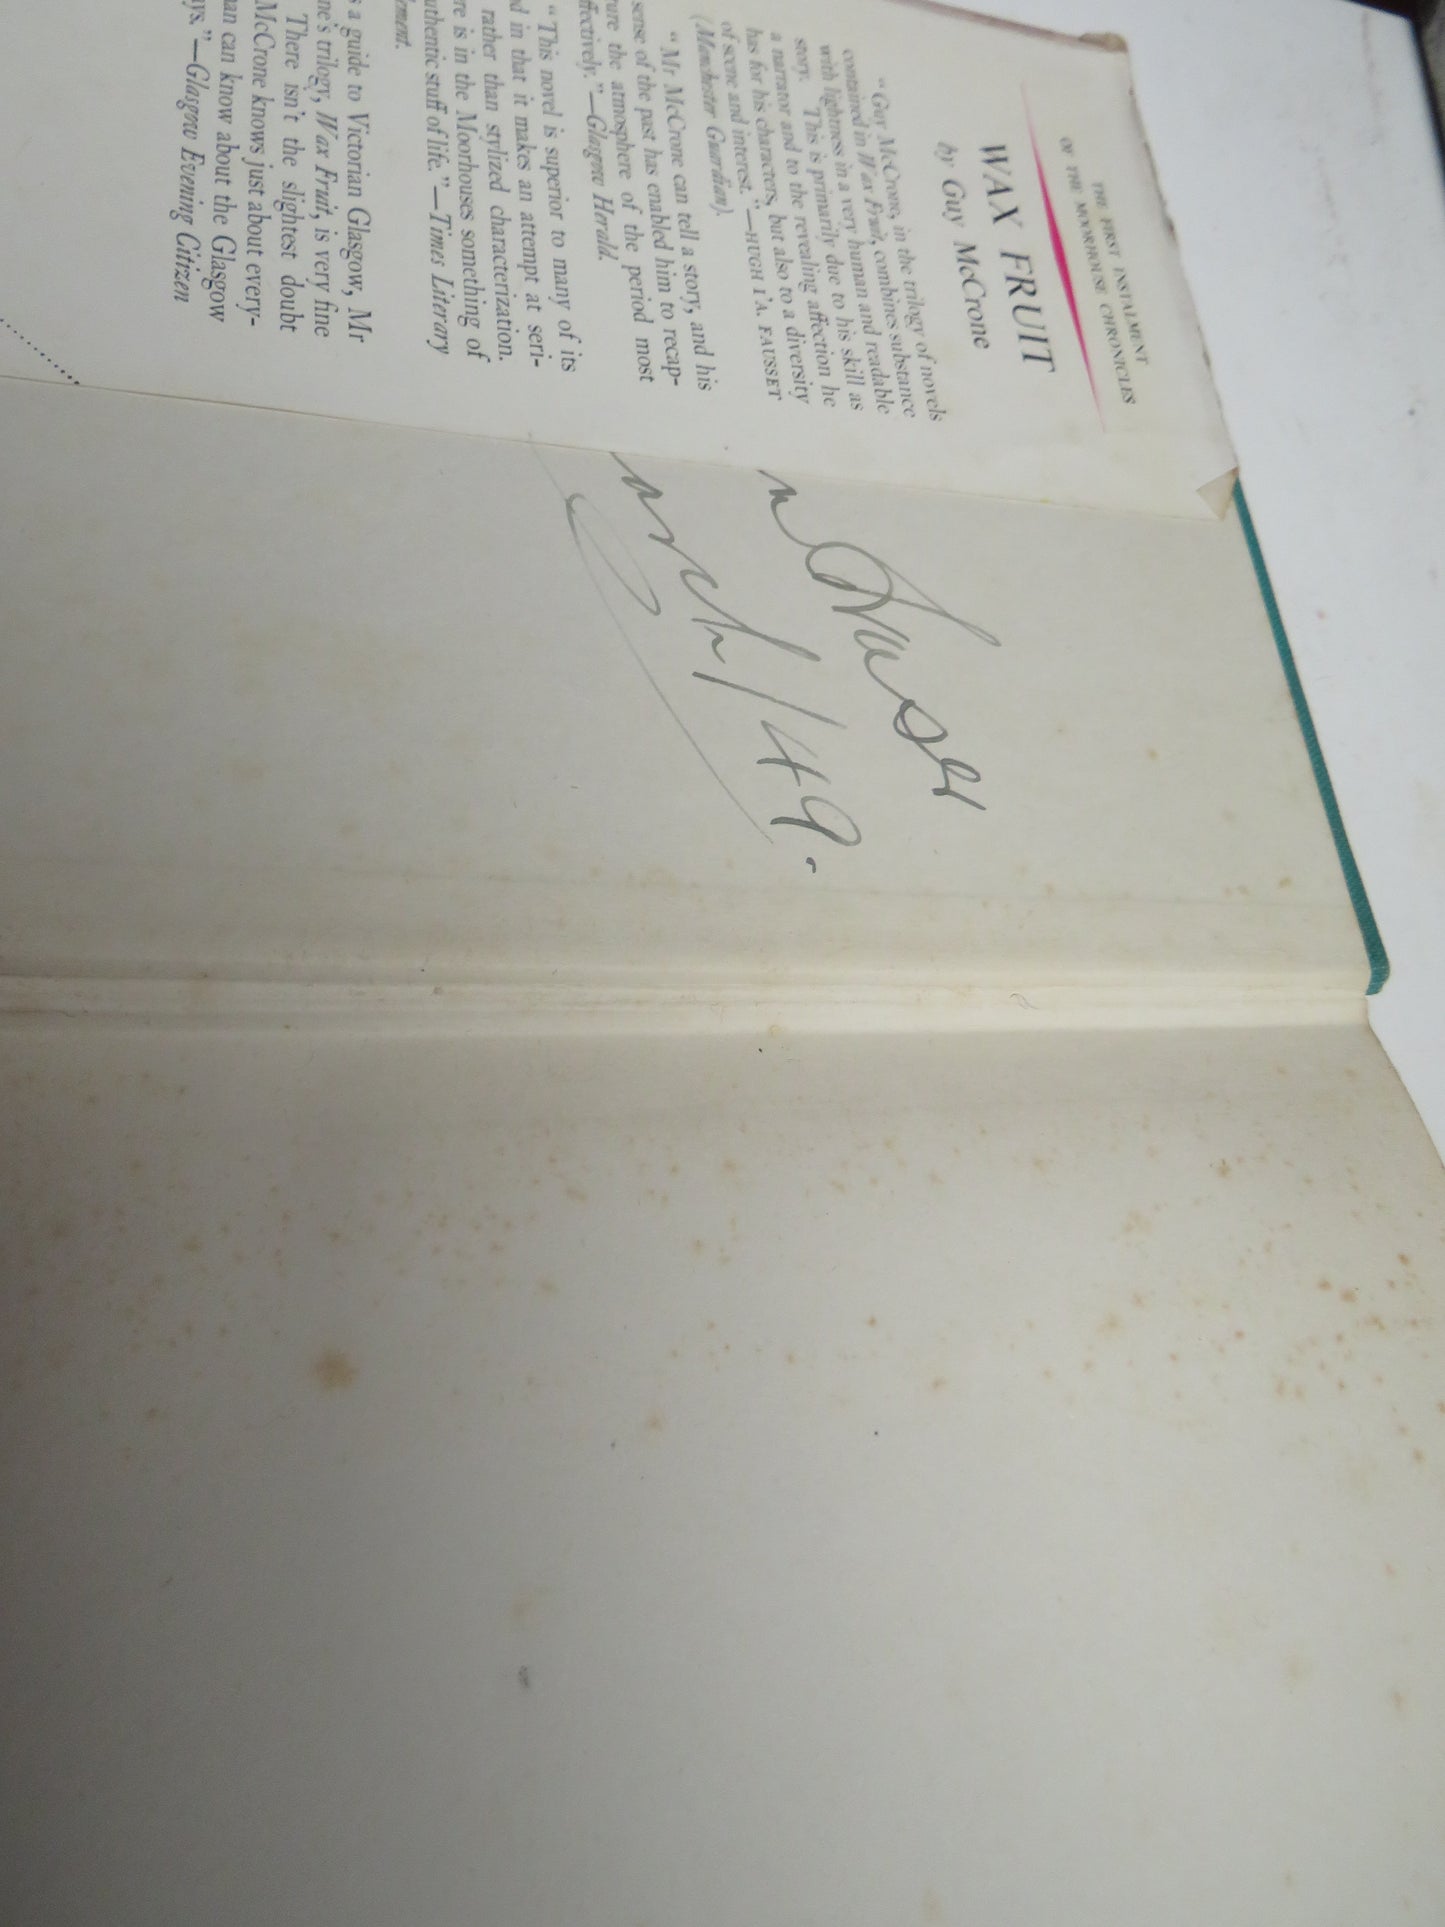 THE FIRST INSTALMENT
OF THE MOORHOUSE CHRONICLES
WAX FRUIT
by Guy McCrone
“Guy McCrone, in the trilogy of novels
contained in Wax Fruit, combines substance
with lightness in a very human and readable
story. This is primarily due to his skill as
a narrator and to the revealing affection he
has for his characters, but also to a diversity
of scene and interest.”—HUGH I'A. FAUSSET
(Manchester Guardian).
“Mr McCrone can tell a story, and his
sense of the past has enabled him to recap-
ture the atmosphere of the period most
effectively.”—Glasgow Herald.
“This novel is superior to many of its
d in that it makes an attempt at seri-
rather than stylized characterization.
re is in the Moorhouses something of
uthentic stuff of life.”—Times Literary
lement.
s a guide to Victorian Glasgow, Mr
ne's trilogy, Wax Fruit, is very fine
There isn't the slightest doubt
McCrone knows just about every-
an can know about the Glasgow
ys.”—Glasgow Evening Citizen
arch/49.